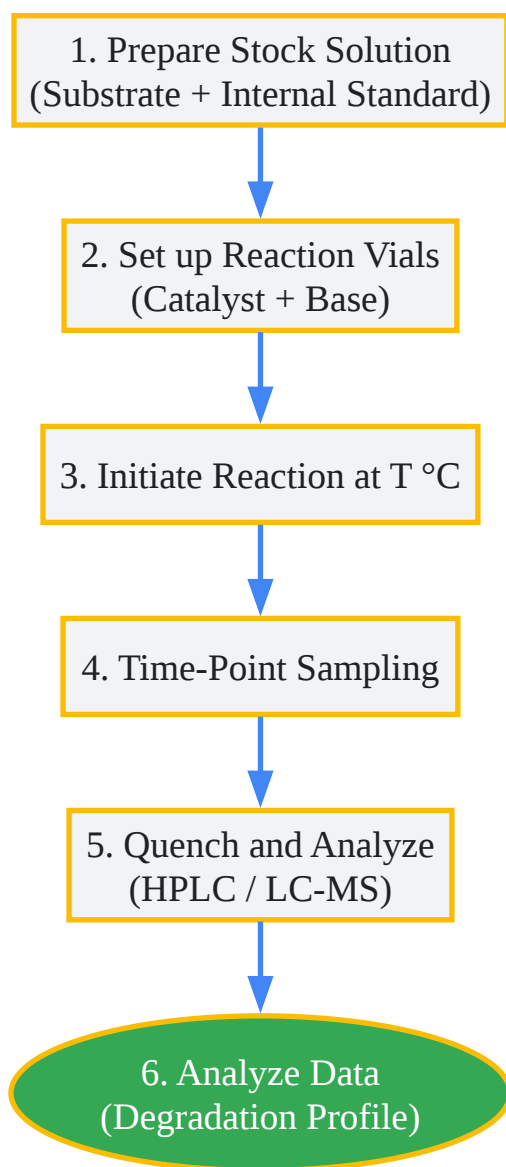 1. Prepare Stock Solution
(Substrate + Internal Standard)
2. Set up Reaction Vials
(Catalyst + Base)
3. Initiate Reaction at T °C
4. Time-Point Sampling
5. Quench and Analyze
(HPLC / LC-MS)
6. Analyze Data
(Degradation Profile)